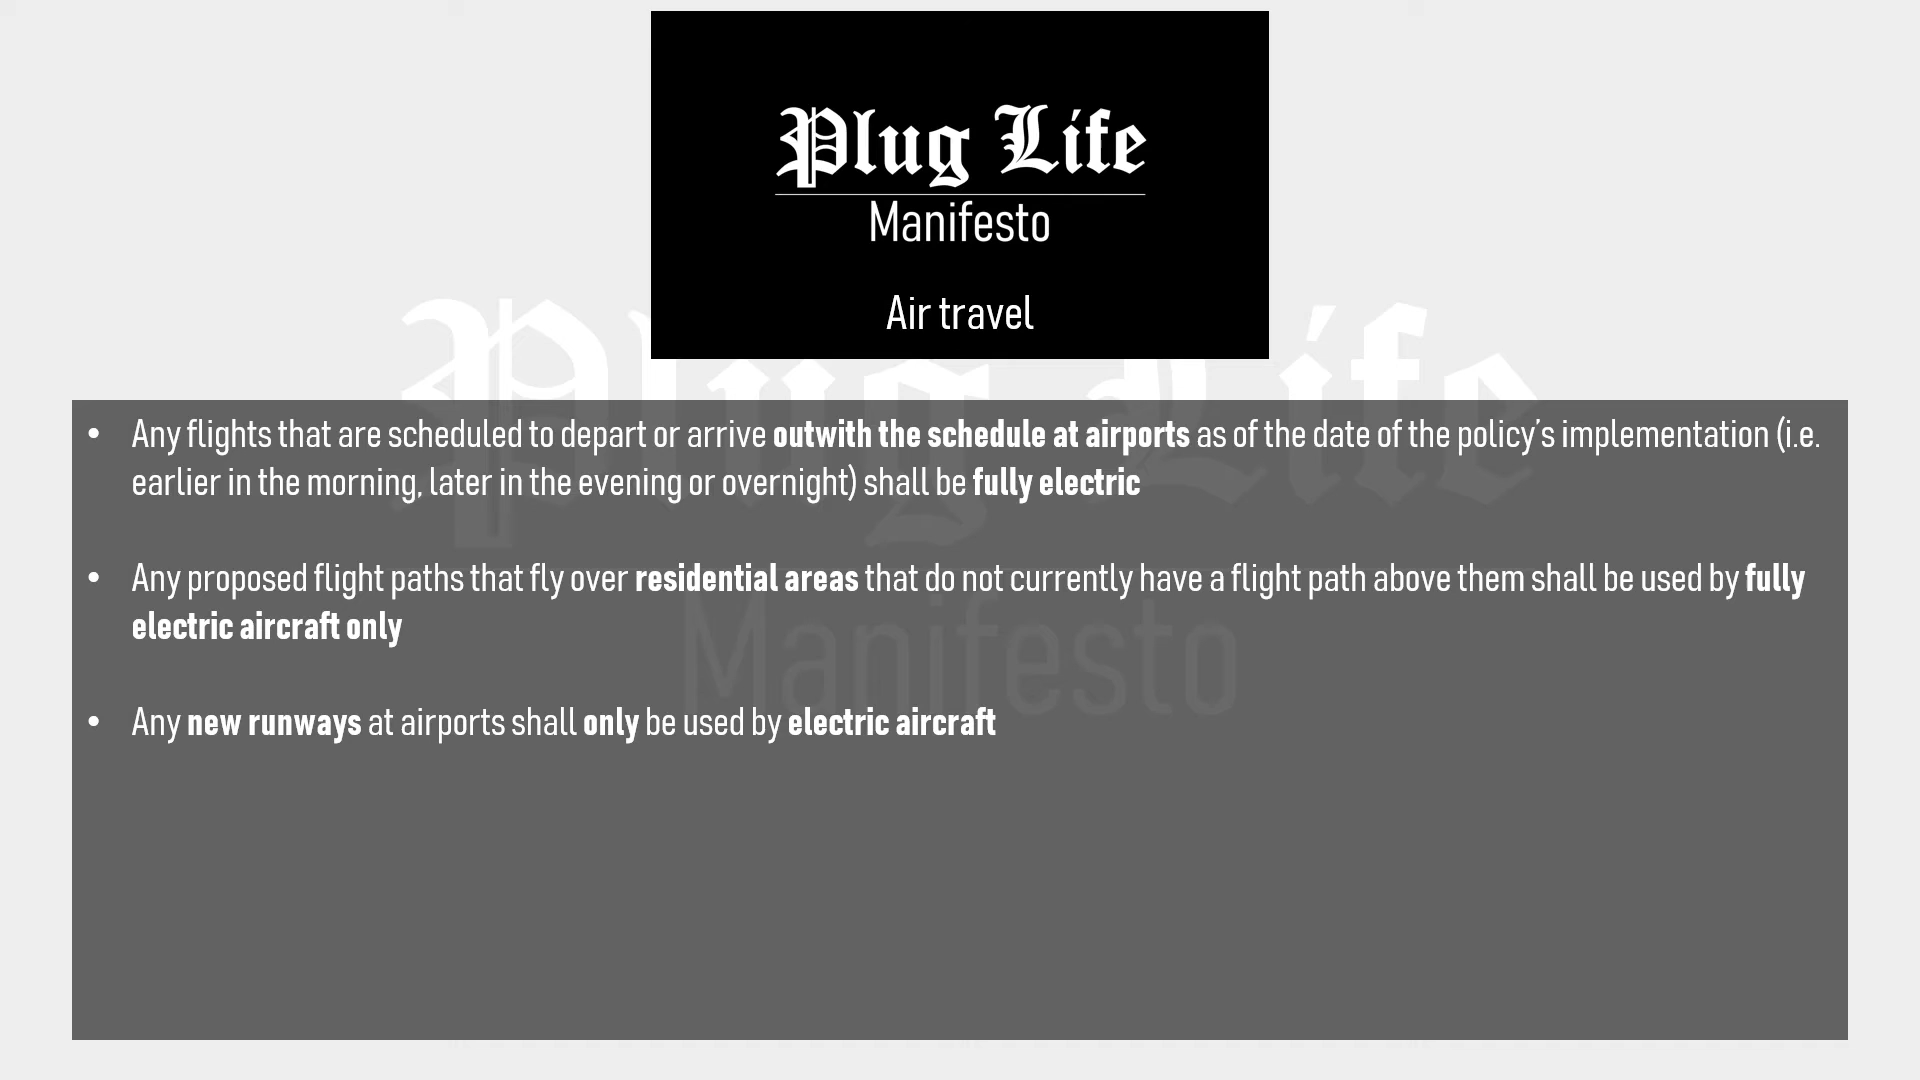 Plug Life
Manifesto
Air travel
Plug Life
Manifesto
• Any flights that are scheduled to depart or arrive outwith the schedule at airports as of the date of the policy's implementation (i.e.
earlier in the morning, later in the evening or overnight) shall be fully electric
• Any proposed flight paths that fly over residential areas that do not currently have a flight path above them shall be used by fully
electric aircraft only
• Any new runways at airports shall only be used by electric aircraft